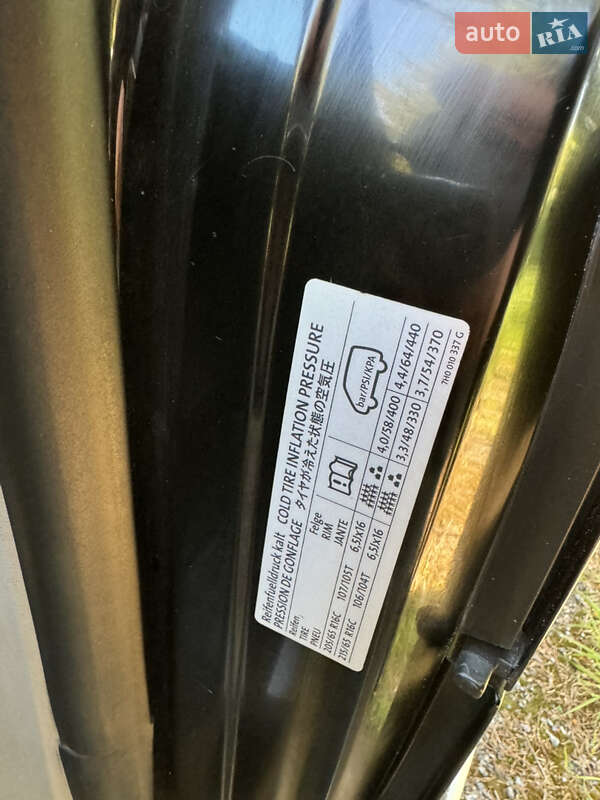 auto RIA .com
Reifenfuelldruck kalt COLD TIRE INFLATION PRESSURE
PRESSION DE GONFLAGE タイヤが冷えた状態の空気圧
Reifen, Felge
TIRE RIM
PNEU JANTE bar/PSI/KPA
205/65 R16C 107/105T 6,5Jx16 4,0/58/400 4,4/64/440
215/65 R16C 106/104T 6,5Jx16 3,3/48/330 3,7/54/370
7H0 010 337 G